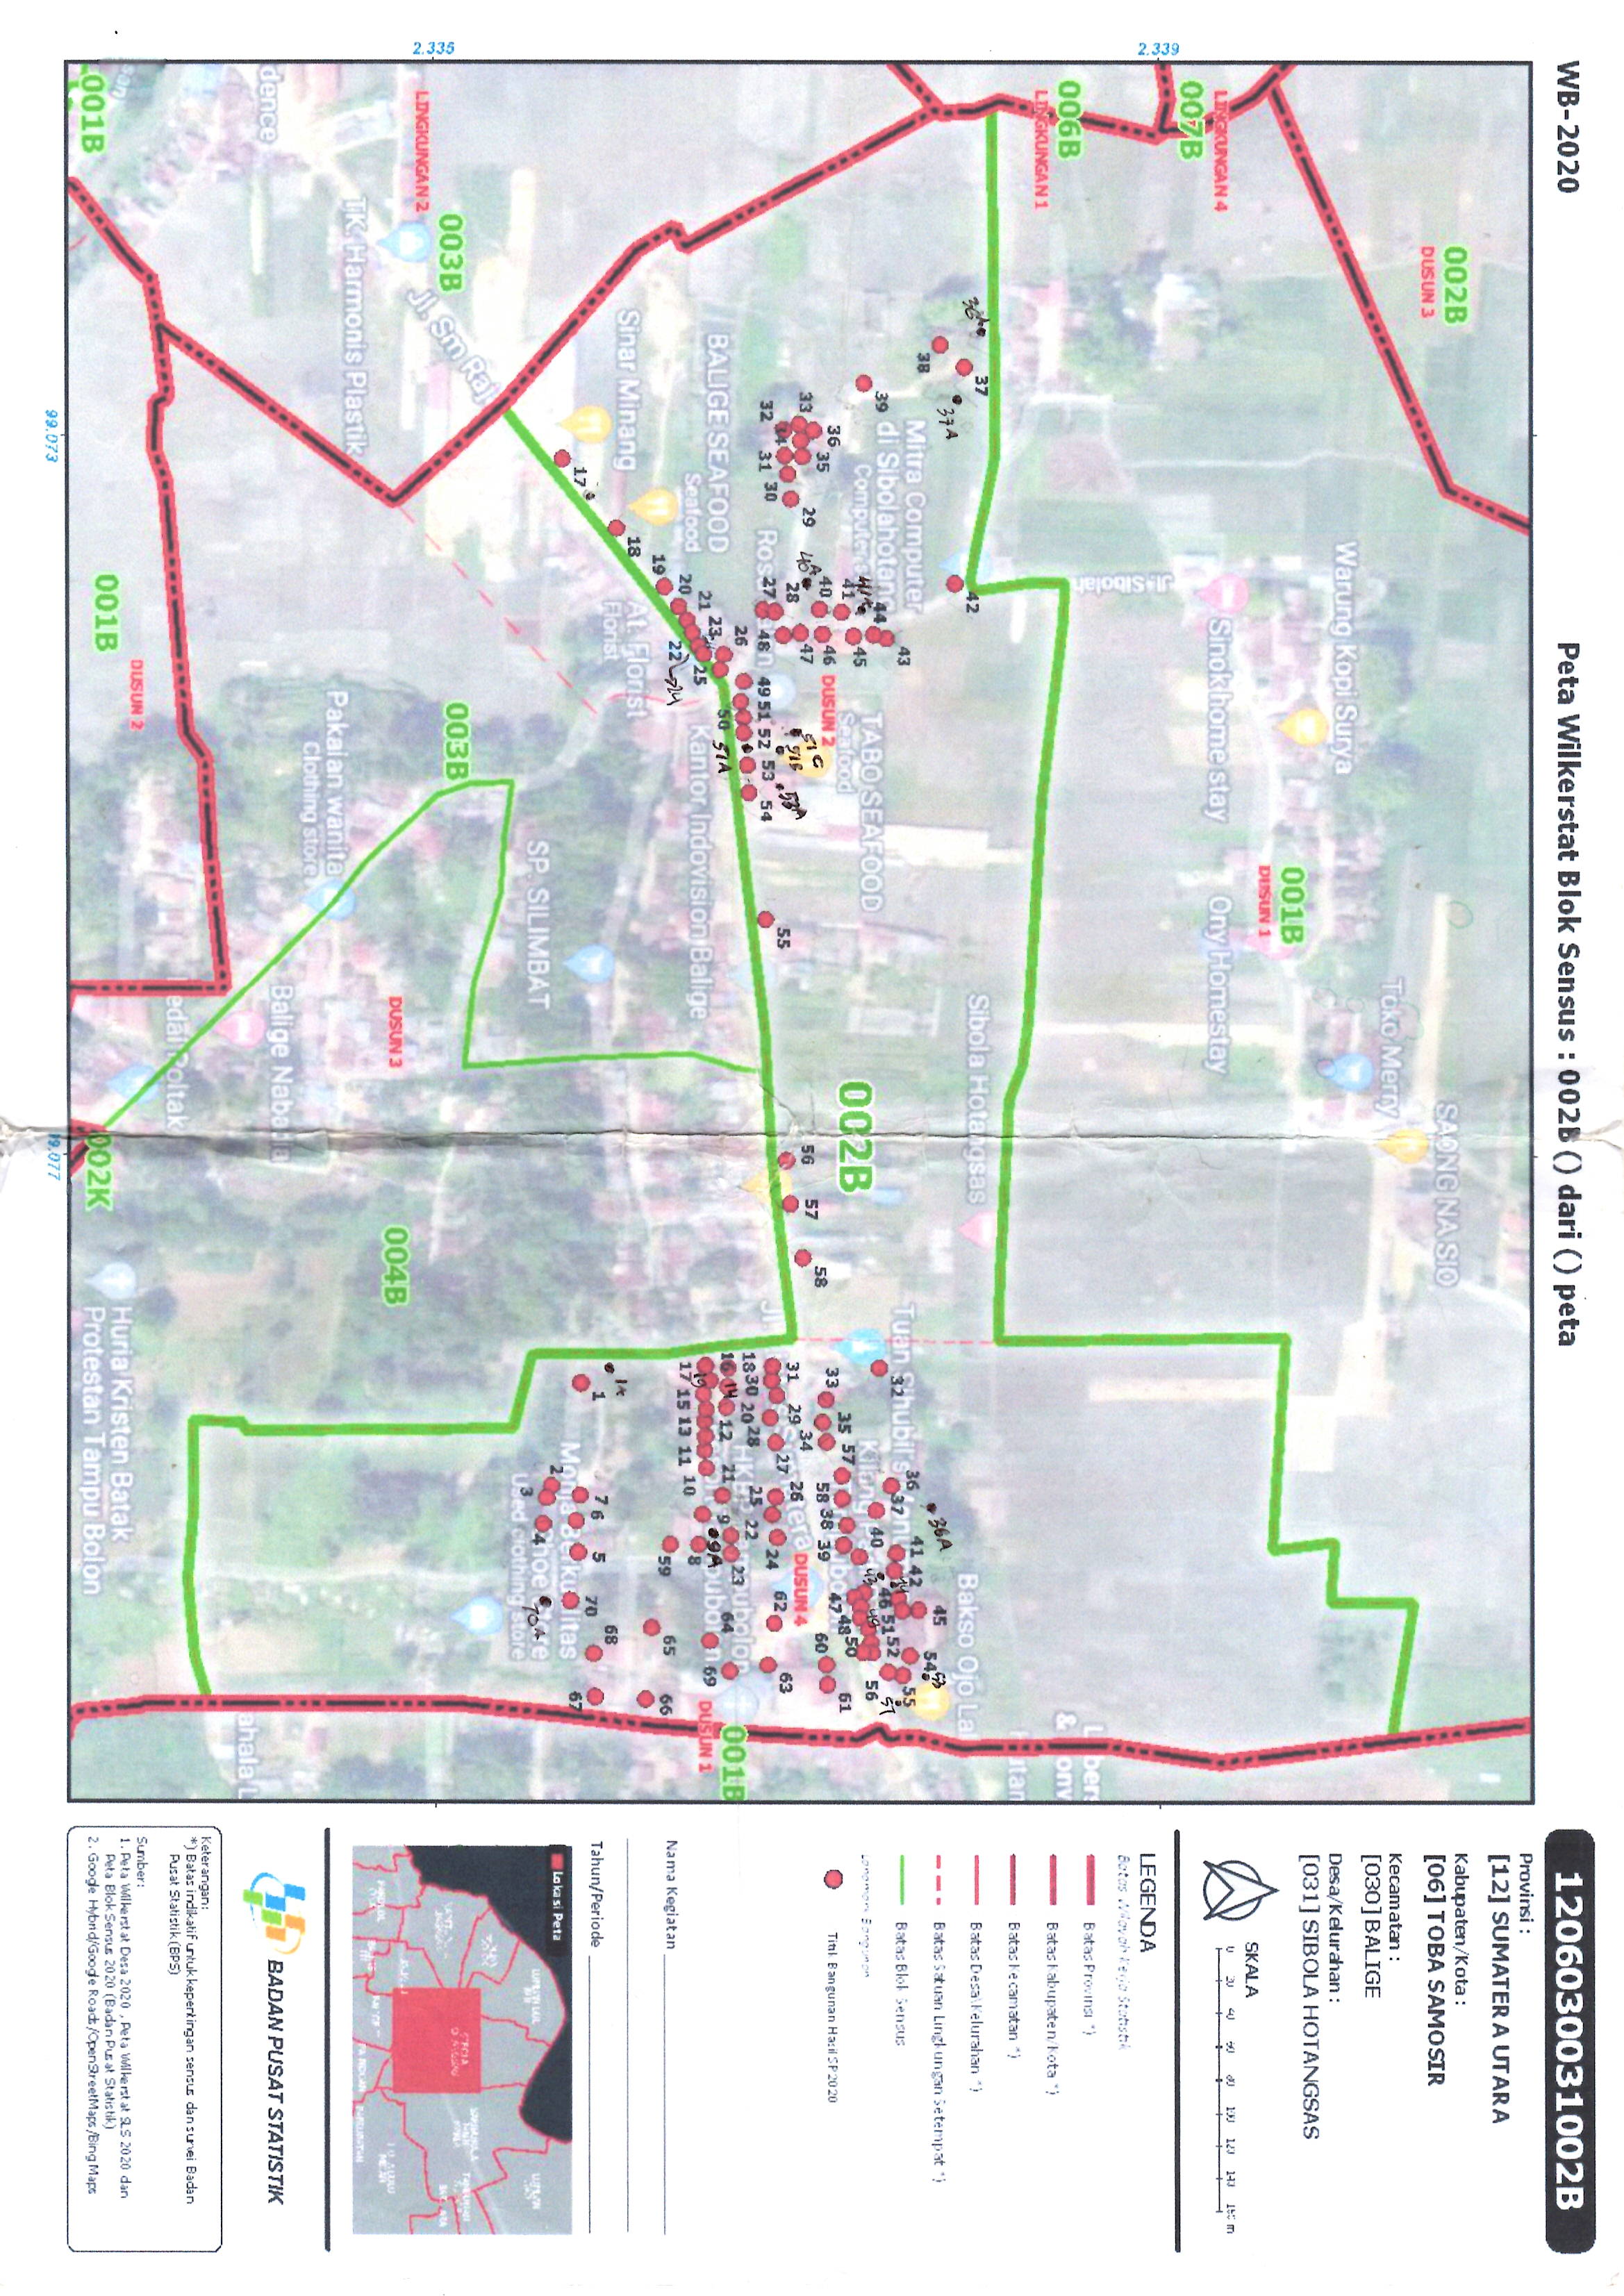 WB-2020
Peta Wilkerstat Blok Sensus : 002B () dari () peta
1206030031002B
Provinsi :
[12] SUMATERA UTARA
Kabupaten/Kota :
[06] TOBA SAMOSIR
Kecamatan :
[030] BALIGE
Desa/Kelurahan :
[031] SIBOLA HOTANGSAS
SKALA
0 20 40 60 80 100 120 140 160 m
LEGENDA
Batas Wilayah Kerja Statistik
Batas Provinsi *)
Batas Kabupaten/Kota *)
Batas Kecamatan *)
Batas Desa\Kelurahan *)
Batas Satuan Lingkungan Setempat *)
Batas Blok Sensus
Landmark Bangunan
Titik Bangunan Hasil SP2020
Nama Kegiatan
Tahun/Periode
Lokasi Peta
BADAN PUSAT STATISTIK
Keterangan:
*) Batas indikatif untuk kepentingan sensus dan survei Badan
Pusat Statistik (BPS)
Sumber:
1. Peta Wilkerstat Desa 2020 , Peta Wilkerstat SLS 2020 dan
Peta Blok Sensus 2020 (Badan Pusat Statistik)
2. Google Hybrid/Google Roads/OpenStreetMaps/Bing Maps
002B
DUSUN 3
SAONG NA SIO
Toko Merry
Warung Kopi Surya
001B
DUSUN 1
Sinok home stay
Ony Homestay
LINGKUNGAN 4
007B
2.339
Jl. Sibolah
006B
LINGKUNGAN 1
36A
37
37A
38
42
Sibola Hotangsas
Bakso Ojo Lal
Mitra Computer
di Sibolahotang
Computer s
39
43
44
41A
41
45
40
46
40A
47
28
27
48
TABO SEAFOOD
Seafood
DUSUN 2
002B
36
35
33
34
32
31
30
29
51C
51B
53A
49 51 52 53 54
50
51A
55
56
57
58
BALIGE SEAFOOD
Seafood
26
23
21
25
20
22
24
19
18
17
Kantor Indovision Balige
Sinar Minang
At. Florist
Florist
SP. SILIMBAT
36A
45
54
53
36
41 42
44
55
32
37
Tuan Sihubil's
40
46 51 52
57
43
49
56
35
57
33
58 38 39
47
48 50
60
61
34
31
29
26
27
DUSUN 4
24
62
63
18 30 20 28
25
22
23
16
14
12
21
9
9A
64
69
17
19
15 13 11
10
8
59
65
66
001B
DUSUN 1
1A
1
7 6
5
70
68
67
2
3
4
70A
Used clothing store
003B
LINGKUNGAN 2
Jl. Sm Raj
TK. Harmonis Plastik
2.335
003B
DUSUN 3
004B
Pakaian wanita
Clothing store
Balige Nabadia
dence
ahala L
edai Poltak
DUSUN 2
001B
001B
002K
Huria Kristen Batak
Protestan Tampu Bolon
99.073